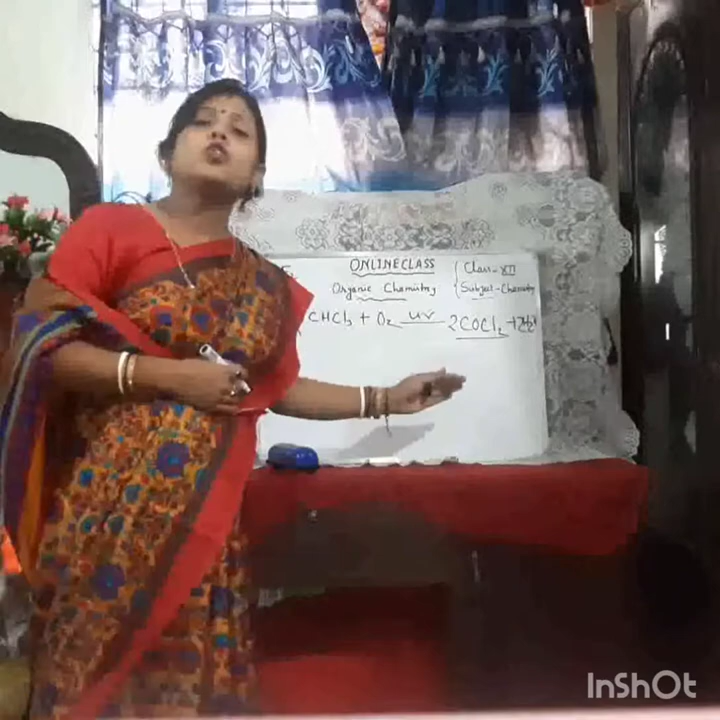 ONLINE CLASS
Class-XII
Organic Chemistry
Subject-Chemistry
CHCl3 + O2 UV 2COCl2 +
InShOt